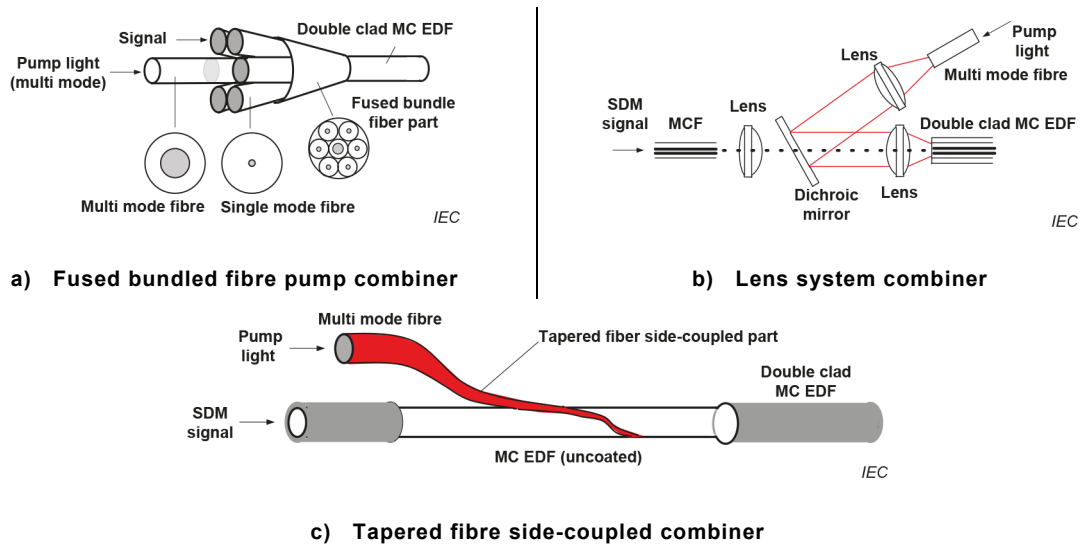 Signal
Double clad MC EDF
Pump light
(multi mode)
Fused bundle
fiber part
Multi mode fibre
Single mode fibre
IEC
a) Fused bundled fibre pump combiner
Pump
light
Lens
Multi mode fibre
SDM
signal
MCF
Lens
Double clad MC EDF
Lens
Dichroic
mirror
IEC
b) Lens system combiner
Multi mode fibre
Pump
light
Tapered fiber side-coupled part
Double clad
MC EDF
SDM
signal
MC EDF (uncoated)
IEC
c) Tapered fibre side-coupled combiner